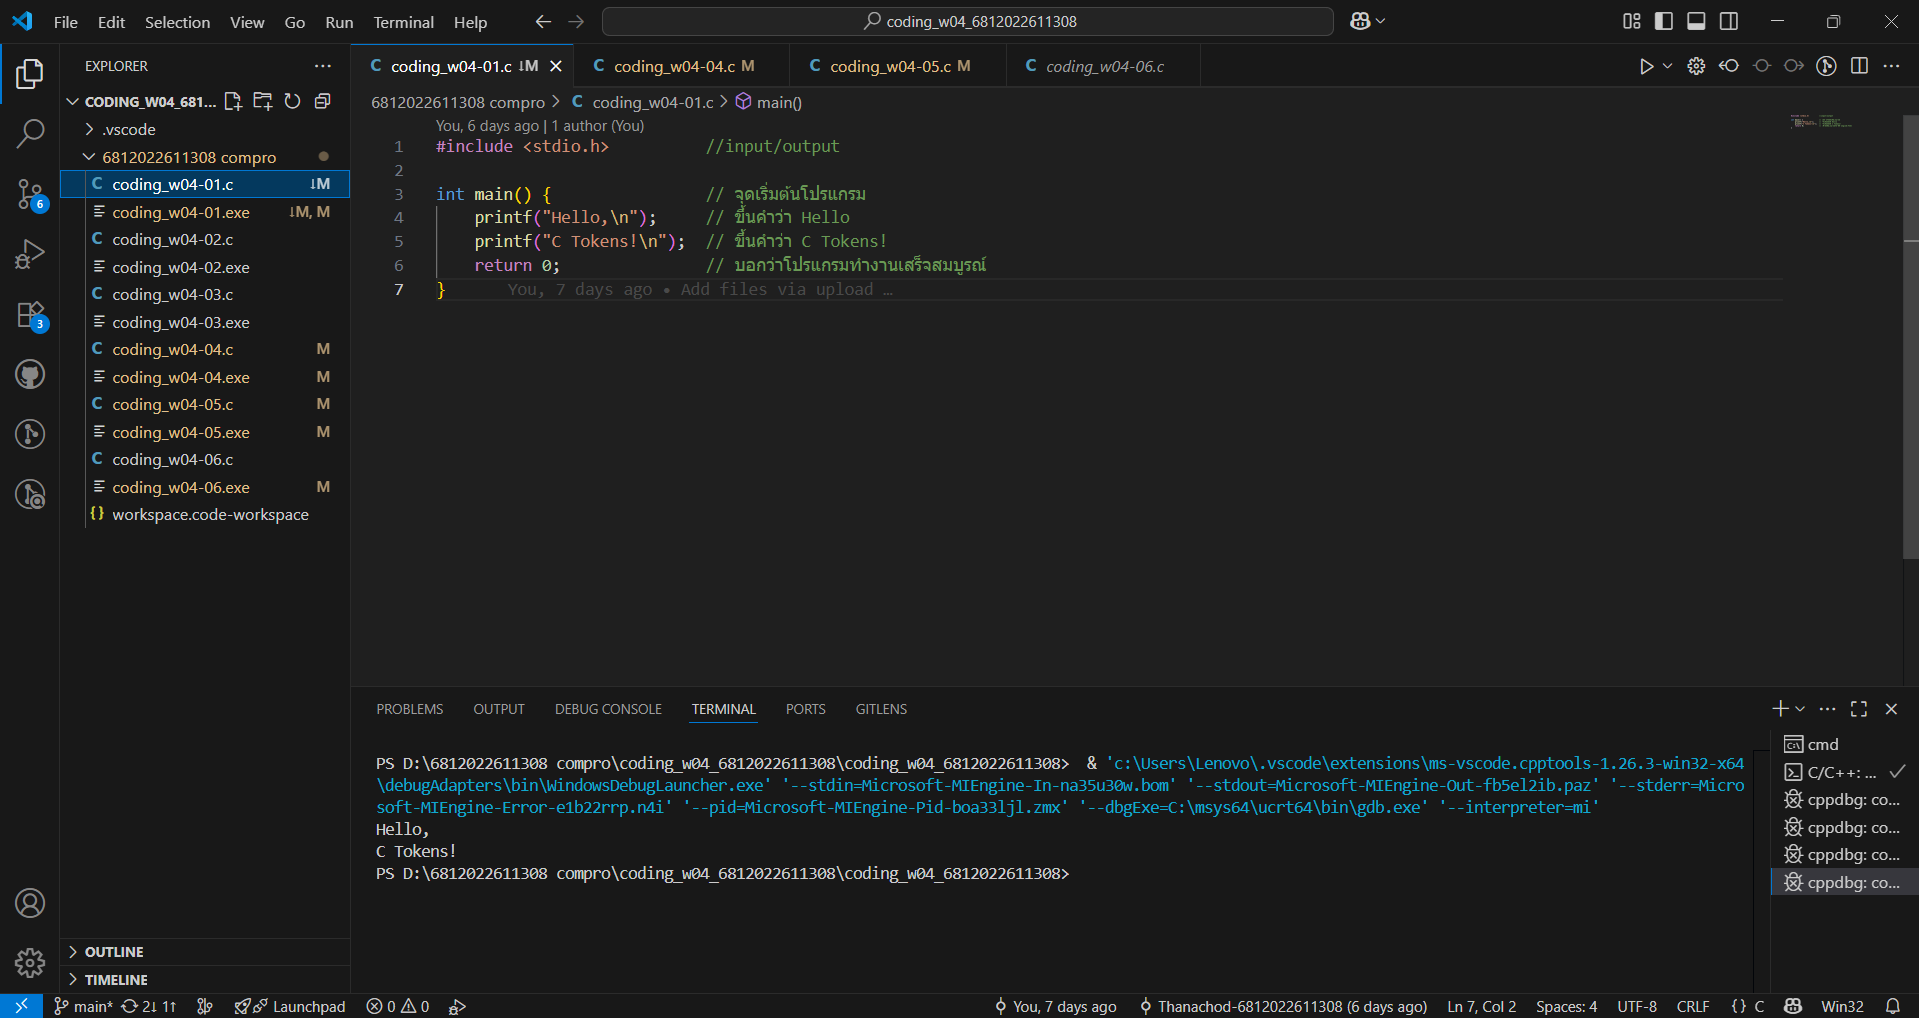 File Edit Selection View Go Run Terminal Help
coding_w04_6812022611308
EXPLORER
CODING_W04_681...
.vscode
6812022611308 compro
coding_w04-01.c ↓M
coding_w04-01.exe ↓M, M
coding_w04-02.c
coding_w04-02.exe
coding_w04-03.c
coding_w04-03.exe
coding_w04-04.c M
coding_w04-04.exe M
coding_w04-05.c M
coding_w04-05.exe M
coding_w04-06.c
coding_w04-06.exe M
workspace.code-workspace
6
3
OUTLINE
TIMELINE
coding_w04-01.c ↓M coding_w04-04.c M coding_w04-05.c M coding_w04-06.c
6812022611308 compro > coding_w04-01.c > main()
You, 6 days ago | 1 author (You)
1 #include <stdio.h> //input/output
2
3 int main() { // จุดเริ่มต้นโปรแกรม
4 printf("Hello,\n"); // ขึ้นคำว่า Hello
5 printf("C Tokens!\n"); // ขึ้นคำว่า C Tokens!
6 return 0; // บอกว่าโปรแกรมทำงานเสร็จสมบูรณ์
7 } You, 7 days ago • Add files via upload …
PROBLEMS OUTPUT DEBUG CONSOLE TERMINAL PORTS GITLENS
PS D:\6812022611308 compro\coding_w04_6812022611308\coding_w04_6812022611308> & 'c:\Users\Lenovo\.vscode\extensions\ms-vscode.cpptools-1.26.3-win32-x64
\debugAdapters\bin\WindowsDebugLauncher.exe' '--stdin=Microsoft-MIEngine-In-na35u30w.bom' '--stdout=Microsoft-MIEngine-Out-fb5el2ib.paz' '--stderr=Micro
soft-MIEngine-Error-e1b22rrp.n4i' '--pid=Microsoft-MIEngine-Pid-boa33ljl.zmx' '--dbgExe=C:\msys64\ucrt64\bin\gdb.exe' '--interpreter=mi'
Hello,
C Tokens!
PS D:\6812022611308 compro\coding_w04_6812022611308\coding_w04_6812022611308>
cmd
C/C++: ...
cppdbg: co...
cppdbg: co...
cppdbg: co...
cppdbg: co...
main* 2↓ 1↑ Launchpad 0 0 You, 7 days ago Thanachod-6812022611308 (6 days ago) Ln 7, Col 2 Spaces: 4 UTF-8 CRLF {} C Win32